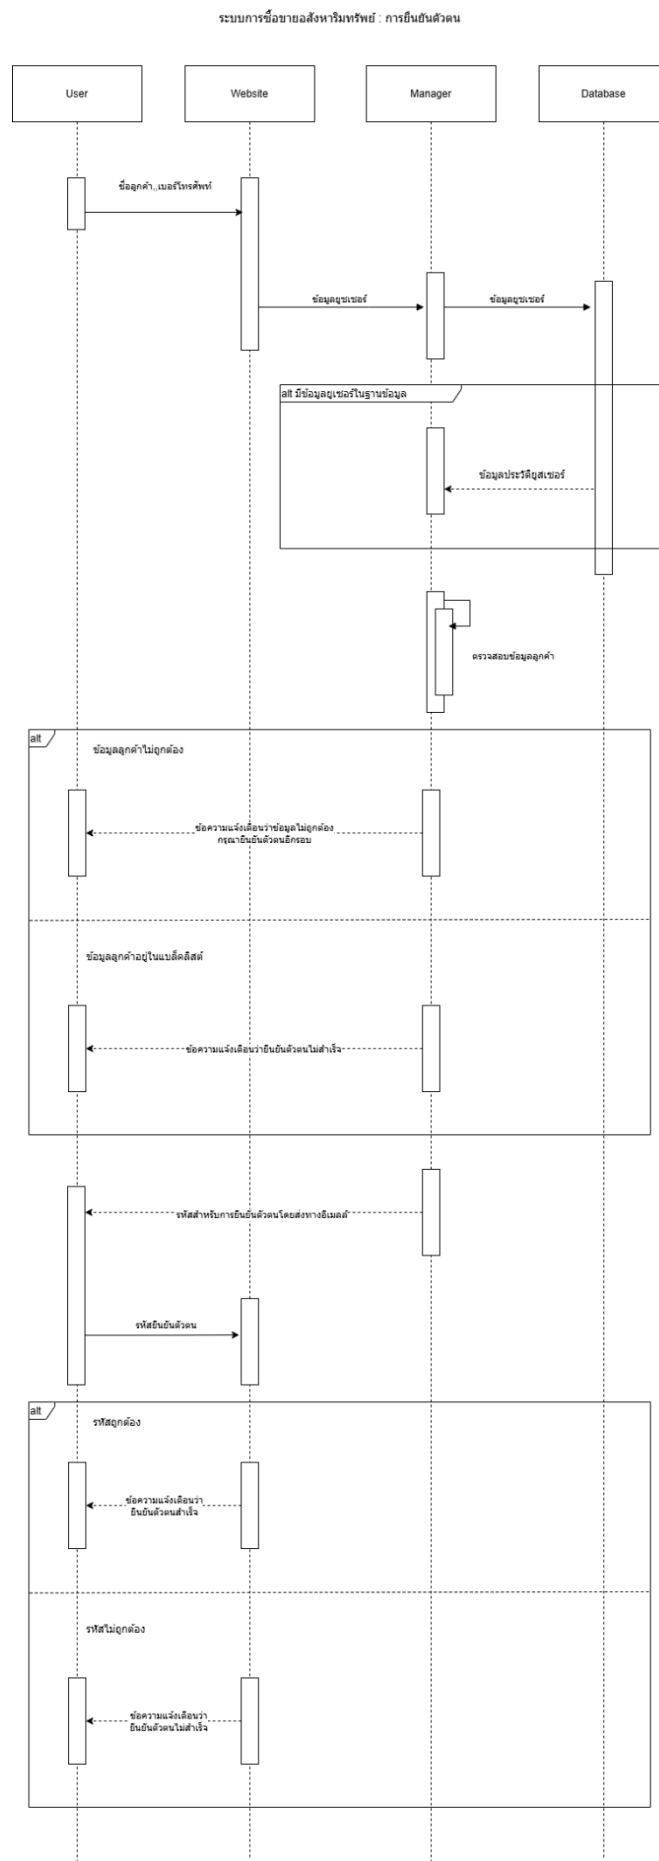 ระบบการซื้อขายอสังหาริมทรัพย์ : การยืนยันตัวตน
User
Website
Manager
Database
ชื่อลูกค้า,,เบอร์โทรศัพท์
ข้อมูลยูซเซอร์
ข้อมูลยูซเซอร์
alt มีข้อมูลยูเซอร์ในฐานข้อมูล
ข้อมูลประวัติยูสเซอร์
ตรวจสอบข้อมูลลูกค้า
alt
ข้อมูลลูกค้าไม่ถูกต้อง
ข้อความแจ้งเตือนว่าข้อมูลไม่ถูกต้อง
กรุณายืนยันตัวตนอีกรอบ
ข้อมูลลูกค้าอยู่ในแบล็คลิสต์
ข้อความแจ้งเตือนว่ายืนยันตัวตนไม่สำเร็จ
รหัสสำหรับการยืนยันตัวตนโดยส่งทางอีเมลล์
รหัสยืนยันตัวตน
alt
รหัสถูกต้อง
ข้อความแจ้งเตือนว่า
ยืนยันตัวตนสำเร็จ
รหัสไม่ถูกต้อง
ข้อความแจ้งเตือนว่า
ยืนยันตัวตนไม่สำเร็จ